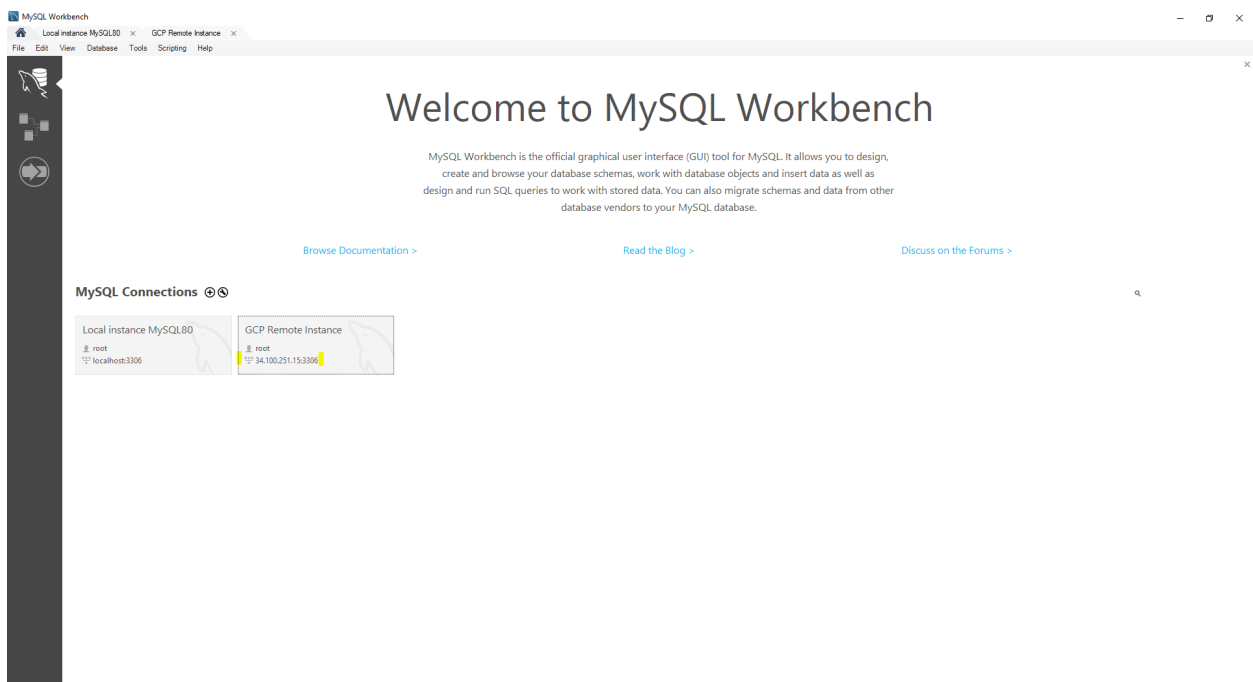 MySQL Workbench
Local instance MySQL80 GCP Remote Instance
File Edit View Database Tools Scripting Help
Welcome to MySQL Workbench
MySQL Workbench is the official graphical user interface (GUI) tool for MySQL. It allows you to design,
create and browse your database schemas, work with database objects and insert data as well as
design and run SQL queries to work with stored data. You can also migrate schemas and data from other
database vendors to your MySQL database.
Browse Documentation > Read the Blog > Discuss on the Forums >
MySQL Connections
Local instance MySQL80
root
localhost:3306
GCP Remote Instance
root
34.100.251.15:3306